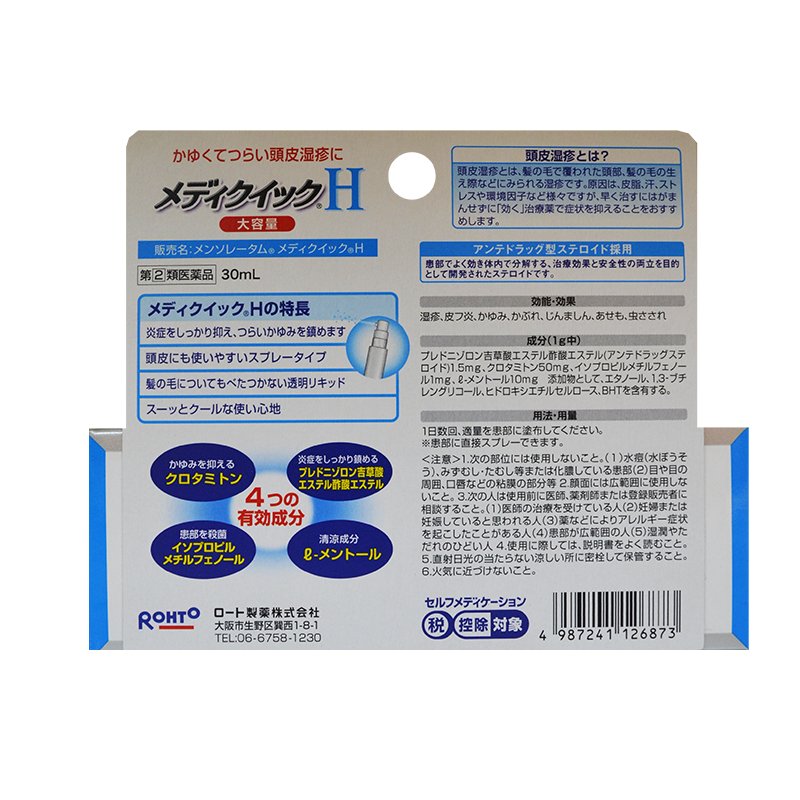 かゆくてつらい頭皮湿疹に
メディクイック®H
大容量
販売名：メンソレータム® メディクイック®H
指②類医薬品 30mL
メディクイック®Hの特長
炎症をしっかり抑え、つらいかゆみを鎮めます
頭皮にも使いやすいスプレータイプ
髪の毛についてもべたつかない透明リキッド
スーッとクールな使い心地
かゆみを抑える
クロタミトン
炎症をしっかり鎮める
プレドニゾロン吉草酸
エステル酢酸エステル
4つの
有効成分
患部を殺菌
イソプロピル
メチルフェノール
清涼成分
ℓ-メントール
ROHTO
ロート製薬株式会社
大阪市生野区巽西1-8-1
TEL:06-6758-1230
頭皮湿疹とは？
頭皮湿疹とは、髪の毛で覆われた頭部、髪の毛の生
え際などにみられる湿疹です。原因は、皮脂、汗、スト
レスや環境因子など様々ですが、早く治すにはがま
んせずに「効く」治療薬で症状を抑えることをおすす
めします。
アンテドラッグ型ステロイド採用
患部でよく効き体内で分解する、治療効果と安全性の両立を目的
として開発されたステロイドです。
効能・効果
湿疹、皮フ炎、かゆみ、かぶれ、じんましん、あせも、虫さされ
成分（1g中）
プレドニゾロン吉草酸エステル酢酸エステル（アンテドラッグステ
ロイド）1.5mg、クロタミトン50mg、イソプロピルメチルフェノ
ール1mg、ℓ-メントール10mg 添加物として、エタノール、1,3-ブチ
レングリコール、ヒドロキシエチルセルロース、BHTを含有する。
用法・用量
1日数回、適量を患部に塗布してください。
※患部に直接スプレーできます。
＜注意＞1.次の部位には使用しないこと。（1）水痘（水ぼうそ
う）、みずむし・たむし等または化膿している患部（2）目や目の
周囲、口唇などの粘膜の部分等 2.顔面には広範囲に使用しな
いこと。3.次の人は使用前に医師、薬剤師または登録販売者に
相談すること。（1）医師の治療を受けている人（2）妊婦または
妊娠していると思われる人（3）薬などによりアレルギー症状
を起こしたことがある人（4）患部が広範囲の人（5）湿潤やた
だれのひどい人 4.使用に際しては、説明書をよく読むこと。
5.直射日光の当たらない涼しい所に密栓して保管すること。
6.火気に近づけないこと。
セルフメディケーション
税 控除 対象
4 987241 126873